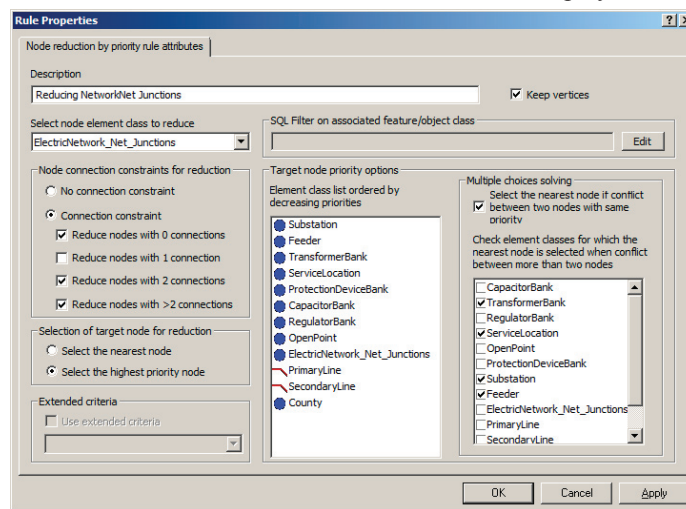 Rule Properties
Node reduction by priority rule attributes
Description
Reducing NetworkNet Junctions
Keep vertices
Select node element class to reduce
ElectricNetwork_Net_Junctions
SQL Filter on associated feature/object class
Edit
Node connection constraints for reduction
No connection constraint
Connection constraint
Reduce nodes with 0 connections
Reduce nodes with 1 connection
Reduce nodes with 2 connections
Reduce nodes with >2 connections
Selection of target node for reduction
Select the nearest node
Select the highest priority node
Extended criteria
Use extended criteria
Target node priority options
Element class list ordered by
decreasing priorities
Substation
Feeder
TransformerBank
ServiceLocation
ProtectionDeviceBank
CapacitorBank
RegulatorBank
OpenPoint
ElectricNetwork_Net_Junctions
PrimaryLine
SecondaryLine
County
Multiple choices solving
Select the nearest node if conflict
between two nodes with same
priority
Check element classes for which the
nearest node is selected when conflict
between more than two nodes
CapacitorBank
TransformerBank
RegulatorBank
ServiceLocation
OpenPoint
ProtectionDeviceBank
Substation
Feeder
ElectricNetwork_Net_Junctions
PrimaryLine
SecondaryLine
OK
Cancel
Apply